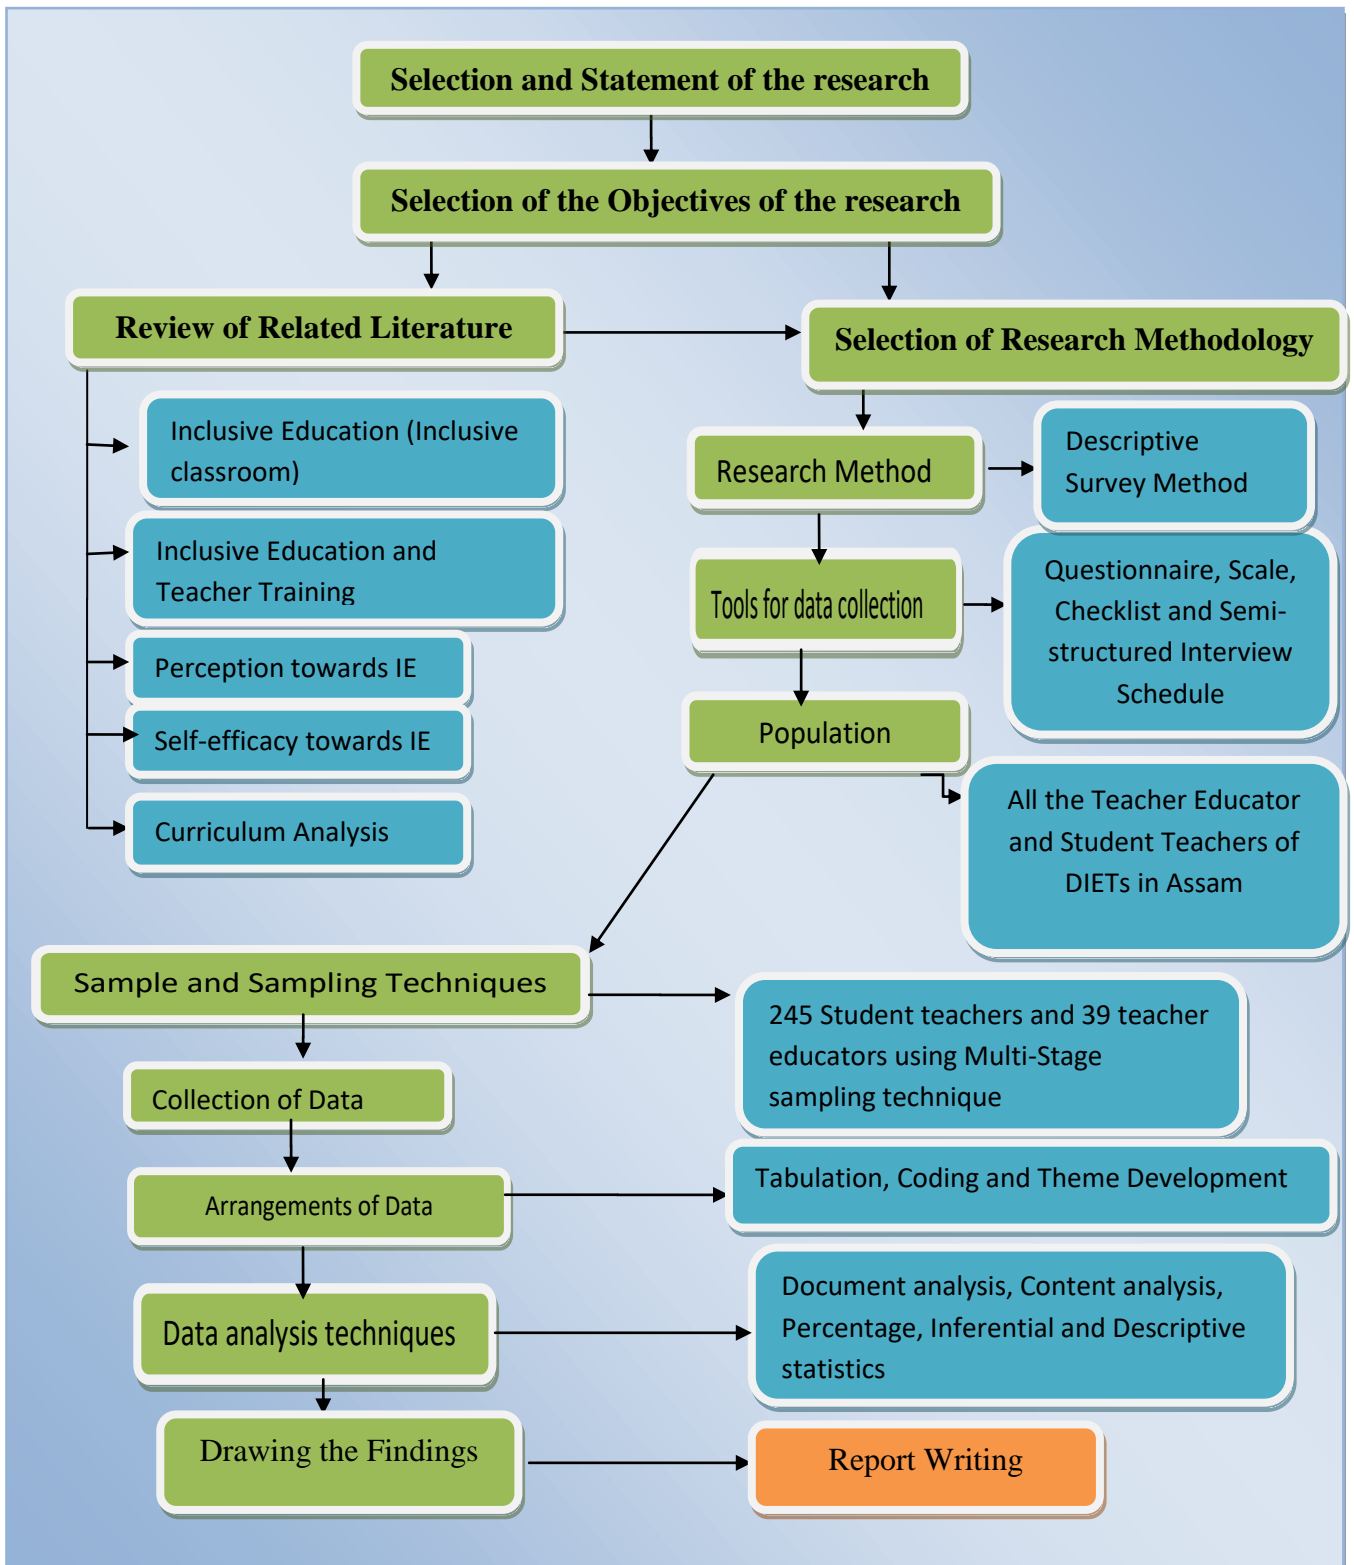 Selection and Statement of the research
Selection of the Objectives of the research
Review of Related Literature
Selection of Research Methodology
Inclusive Education (Inclusive
classroom)
Inclusive Education and
Teacher Training
Perception towards IE
Self-efficacy towards IE
Curriculum Analysis
Research Method
Descriptive
Survey Method
Tools for data collection
Questionnaire, Scale,
Checklist and Semi-
structured Interview
Schedule
Population
All the Teacher Educator
and Student Teachers of
DIETs in Assam
Sample and Sampling Techniques
245 Student teachers and 39 teacher
educators using Multi-Stage
sampling technique
Collection of Data
Arrangements of Data
Tabulation, Coding and Theme Development
Data analysis techniques
Document analysis, Content analysis,
Percentage, Inferential and Descriptive
statistics
Drawing the Findings
Report Writing